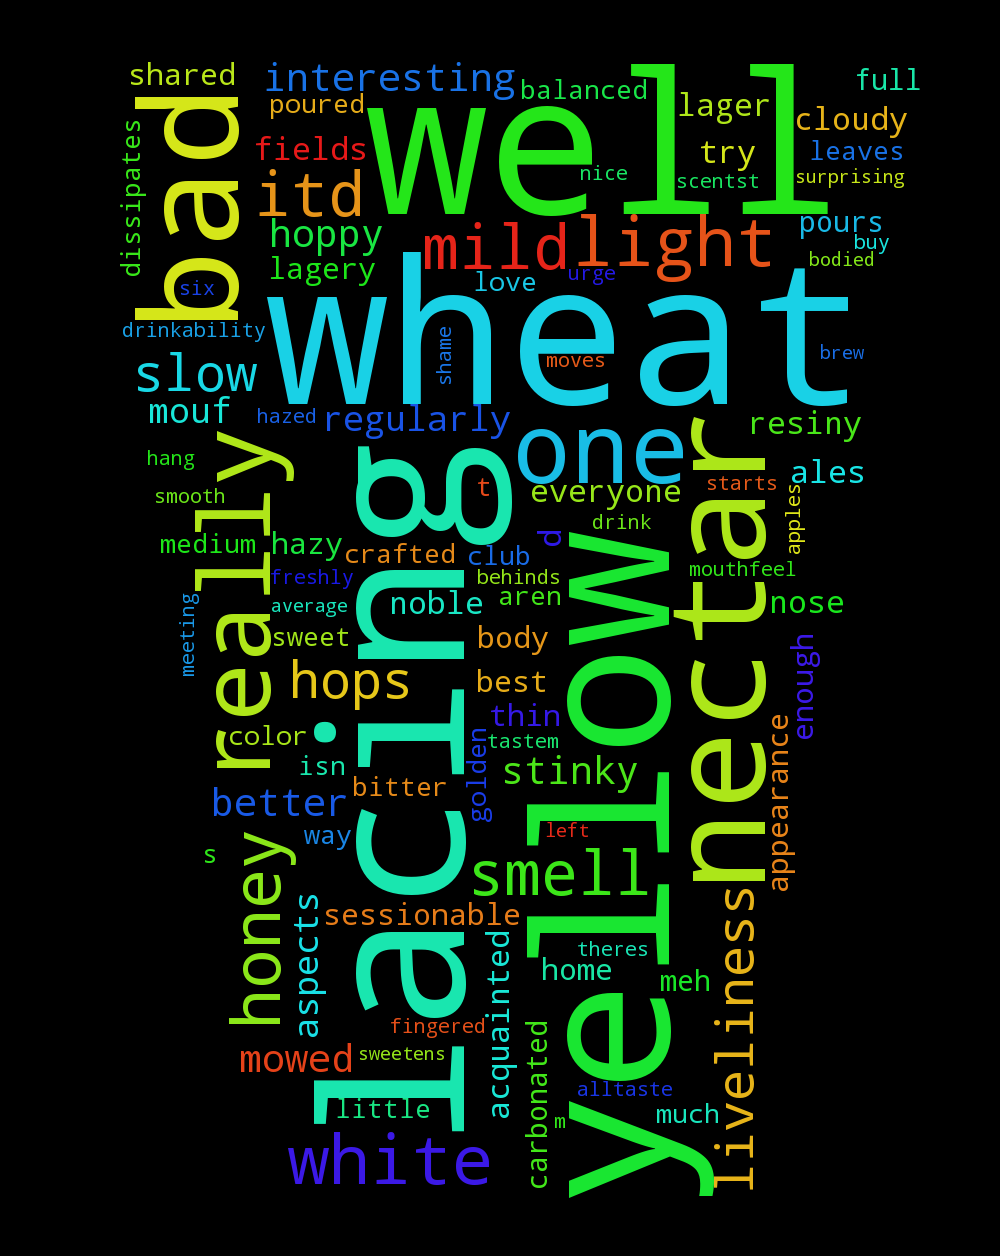 shared
interesting
full
bad
well
balanced
poured
lager
cloudy
dissipates
fields
try
leaves
nice
scentst
surprising
itd
hoppy
mild
light
pours
buy
lagery
love
urge
bodied
six
wheat
drinkability
shame
moves
brew
slow
mouf
hazed
regularly
one
nectar
resiny
really
hang
lacing
ales
smooth
t
everyone
starts
apples
medium
hazy
crafted
club
d
drink
yellow
freshly
behinds
mouthfeel
meeting
average
noble
aren
nose
sweet
body
enough
hops
best
color
isn
thin
tastem
golden
appearance
better
bitter
stinky
way
left
s
honey
smell
aspects
sessionable
liveliness
acquainted
theres
home
meh
fingered
mowed
sweetens
carbonated
alltaste
little
m
much
white